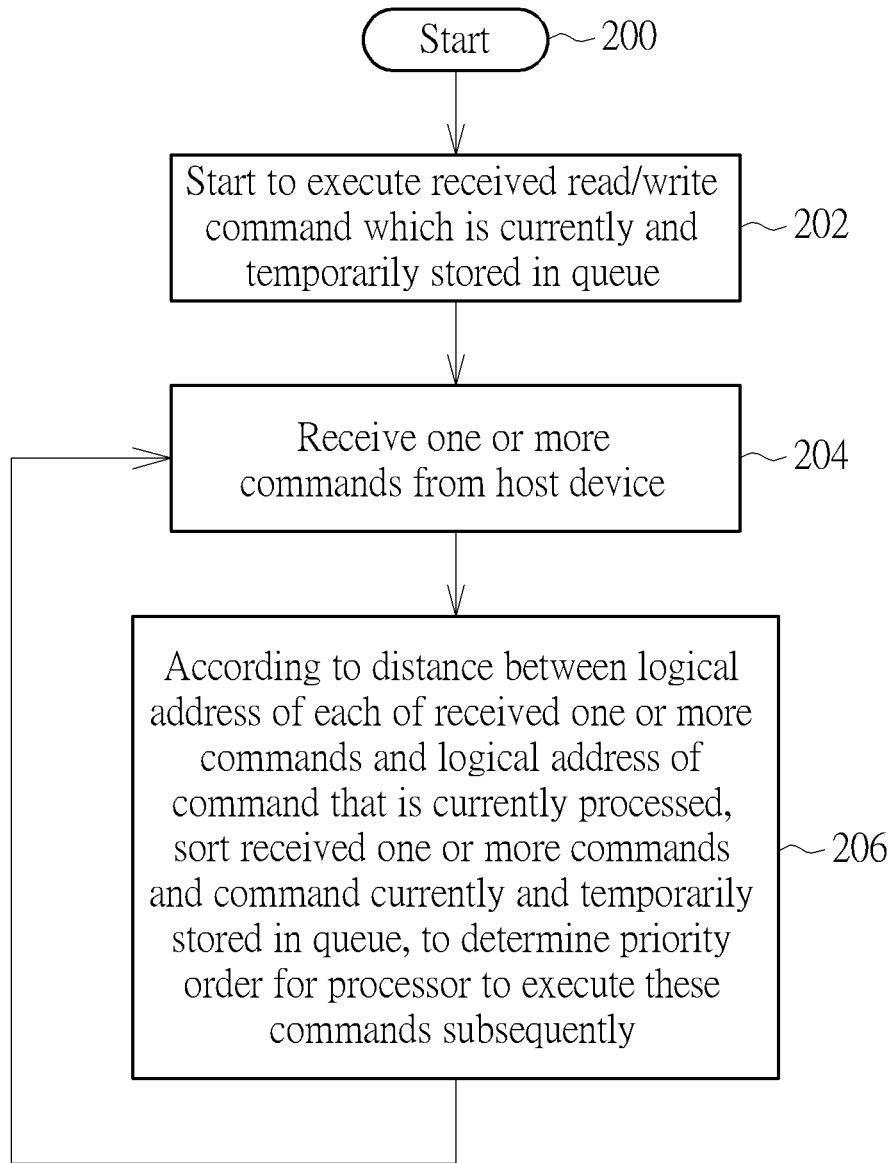 Start
200
Start to execute received read/write
command which is currently and
temporarily stored in queue
202
Receive one or more
commands from host device
204
According to distance between logical
address of each of received one or more
commands and logical address of
command that is currently processed,
sort received one or more commands
and command currently and temporarily
stored in queue, to determine priority
order for processor to execute these
commands subsequently
206